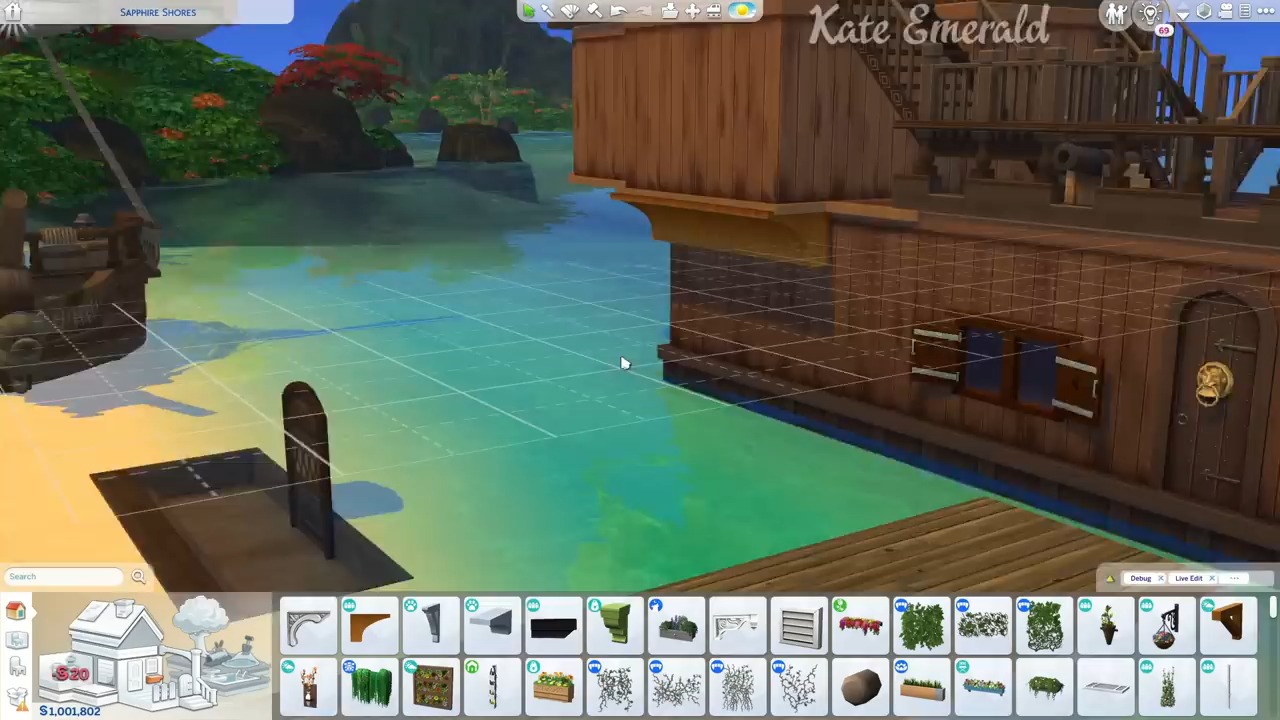 Sapphire Shores
Kate Emerald
69
Search
Debug
Live Edit
$20
$1,001,802